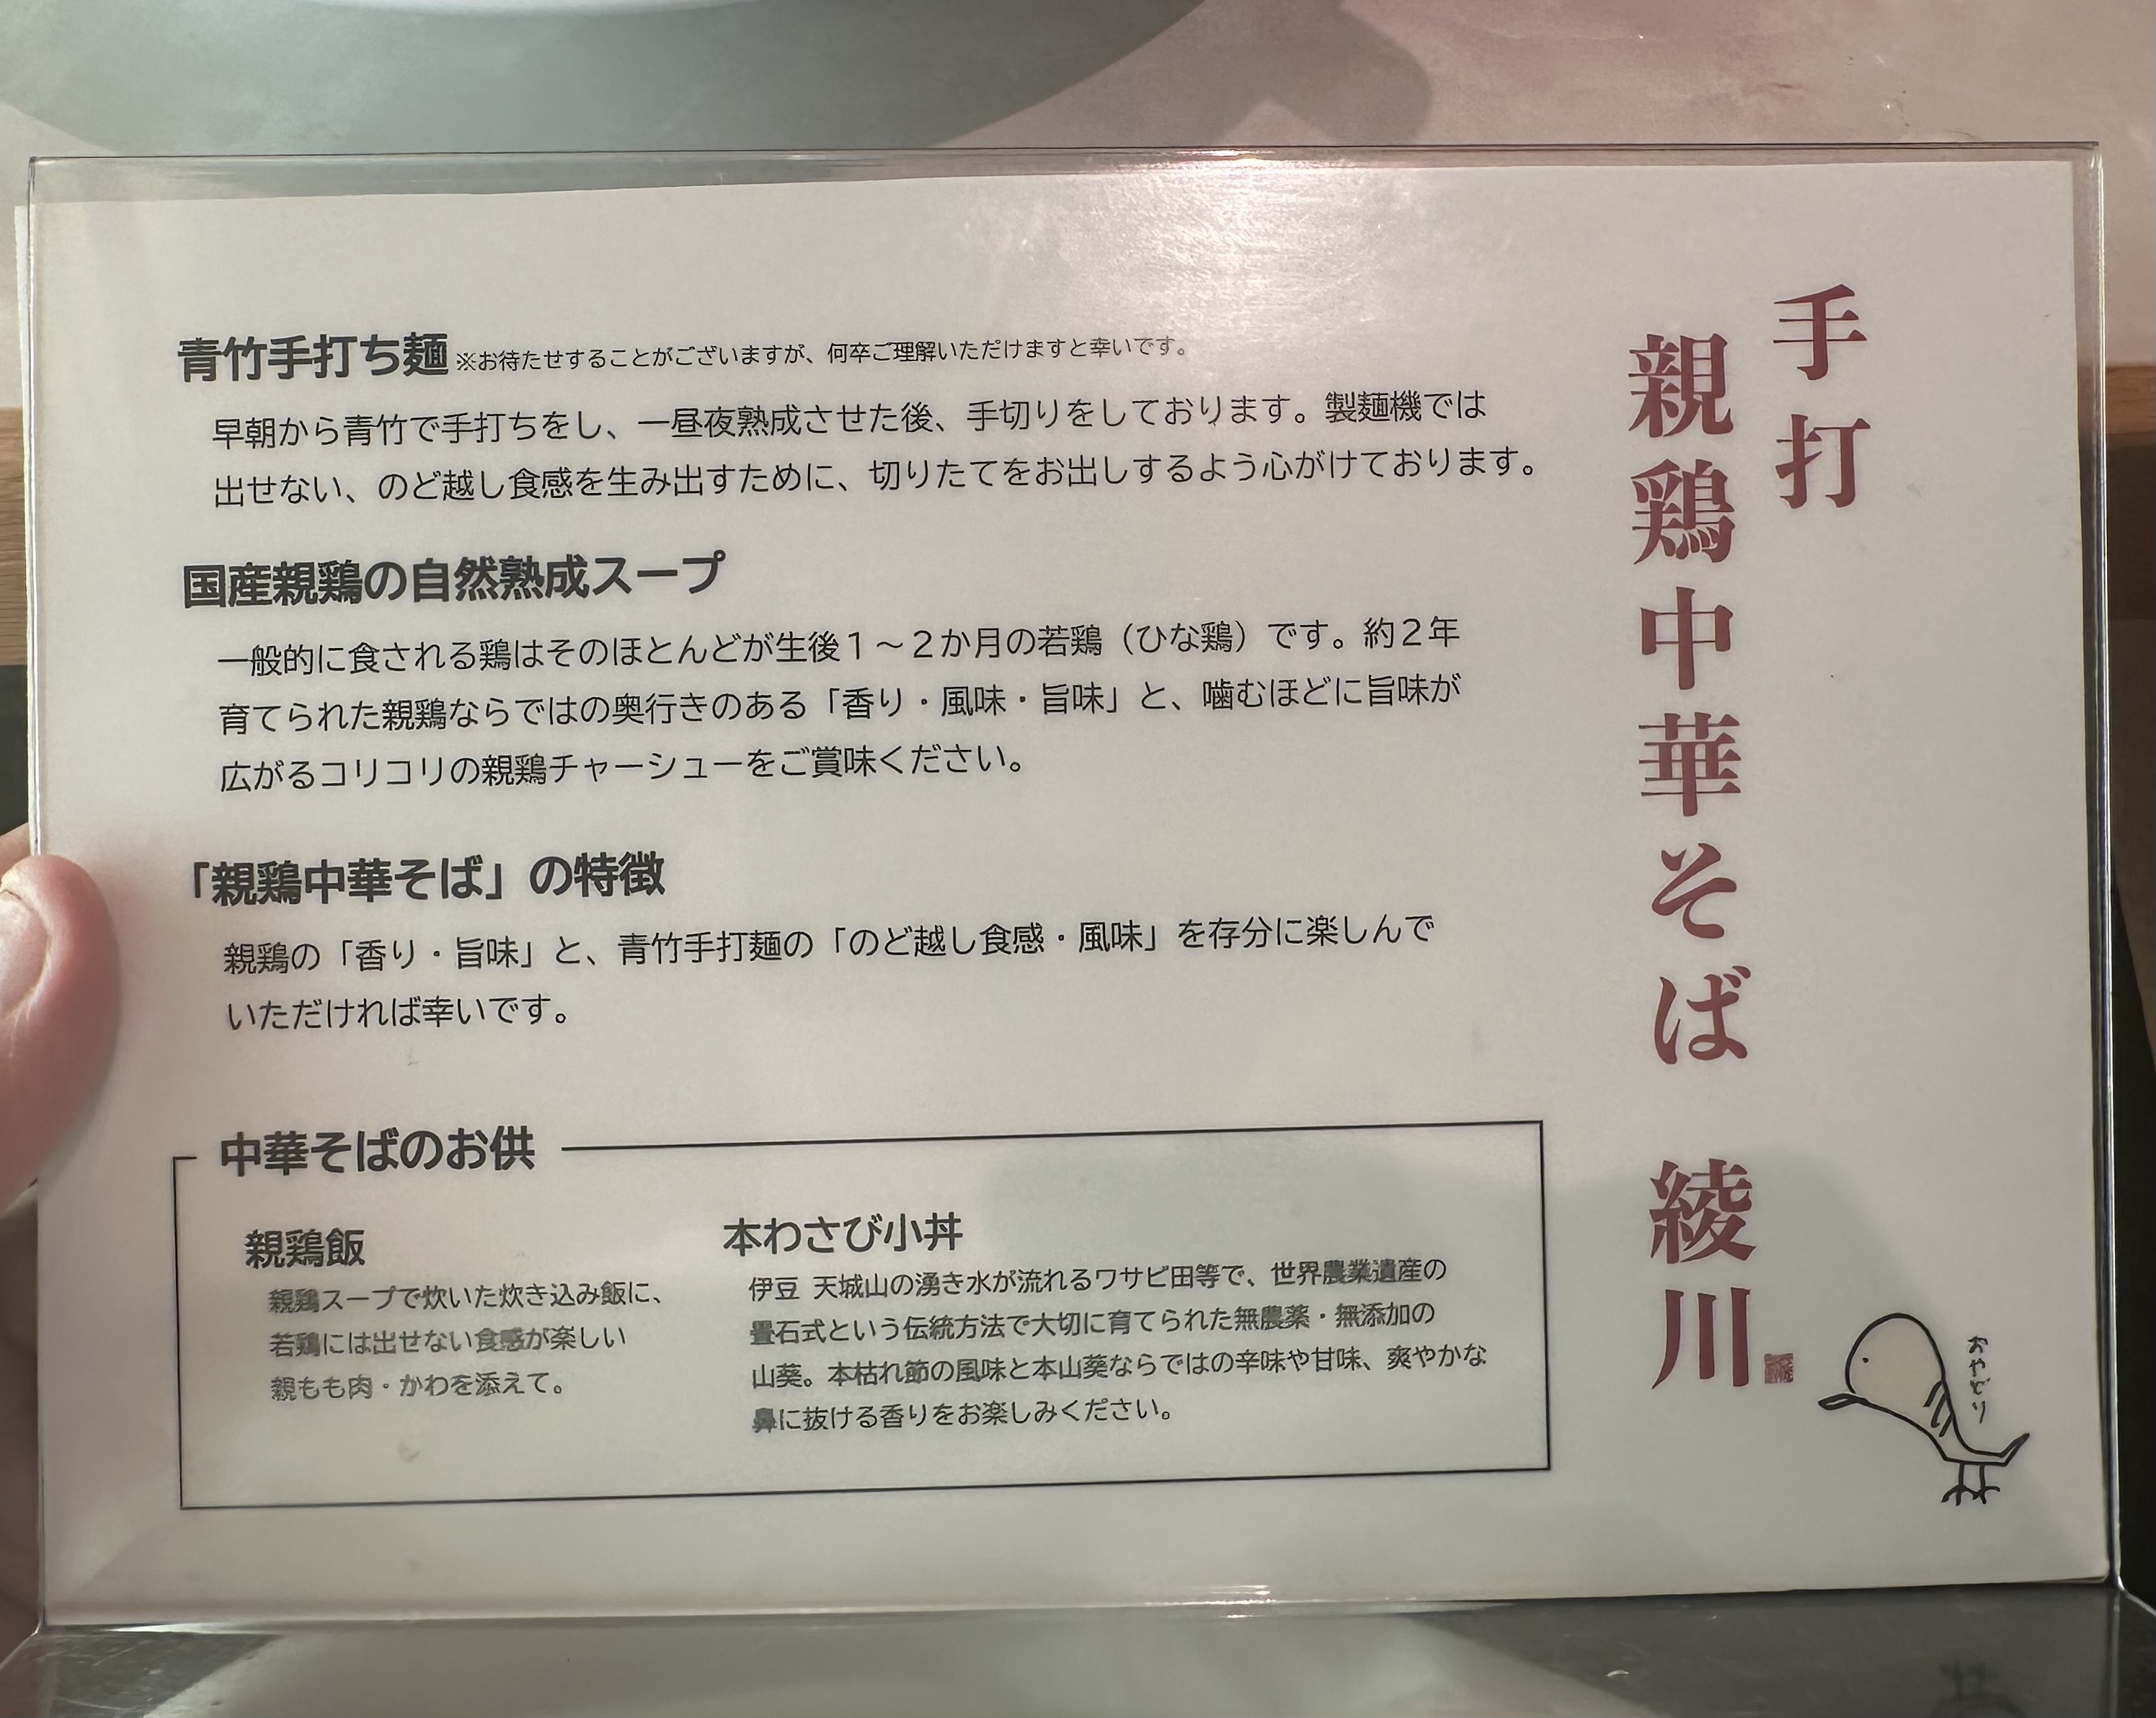 手打
親鶏中華そば 綾川
青竹手打ち麺 ※お待たせすることがございますが、何卒ご理解いただけますと幸いです。
早朝から青竹で手打ちをし、一昼夜熟成させた後、手切りをしております。製麺機では
出せない、のど越し食感を生み出すために、切りたてをお出しするよう心がけております。
国産親鶏の自然熟成スープ
一般的に食される鶏はそのほとんどが生後1～2か月の若鶏（ひな鶏）です。約2年
育てられた親鶏ならではの奥行きのある「香り・風味・旨味」と、噛むほどに旨味が
広がるコリコリの親鶏チャーシューをご賞味ください。
「親鶏中華そば」の特徴
親鶏の「香り・旨味」と、青竹手打麺の「のど越し食感・風味」を存分に楽しんで
いただければ幸いです。
中華そばのお供
親鶏飯
親鶏スープで炊いた炊き込み飯に、
若鶏には出せない食感が楽しい
親もも肉・かわを添えて。
本わさび小丼
伊豆 天城山の湧き水が流れるワサビ田等で、世界農業遺産の
畳石式という伝統方法で大切に育てられた無農薬・無添加の
山葵。本枯れ節の風味と本山葵ならではの辛味や甘味、爽やかな
鼻に抜ける香りをお楽しみください。
おやどり